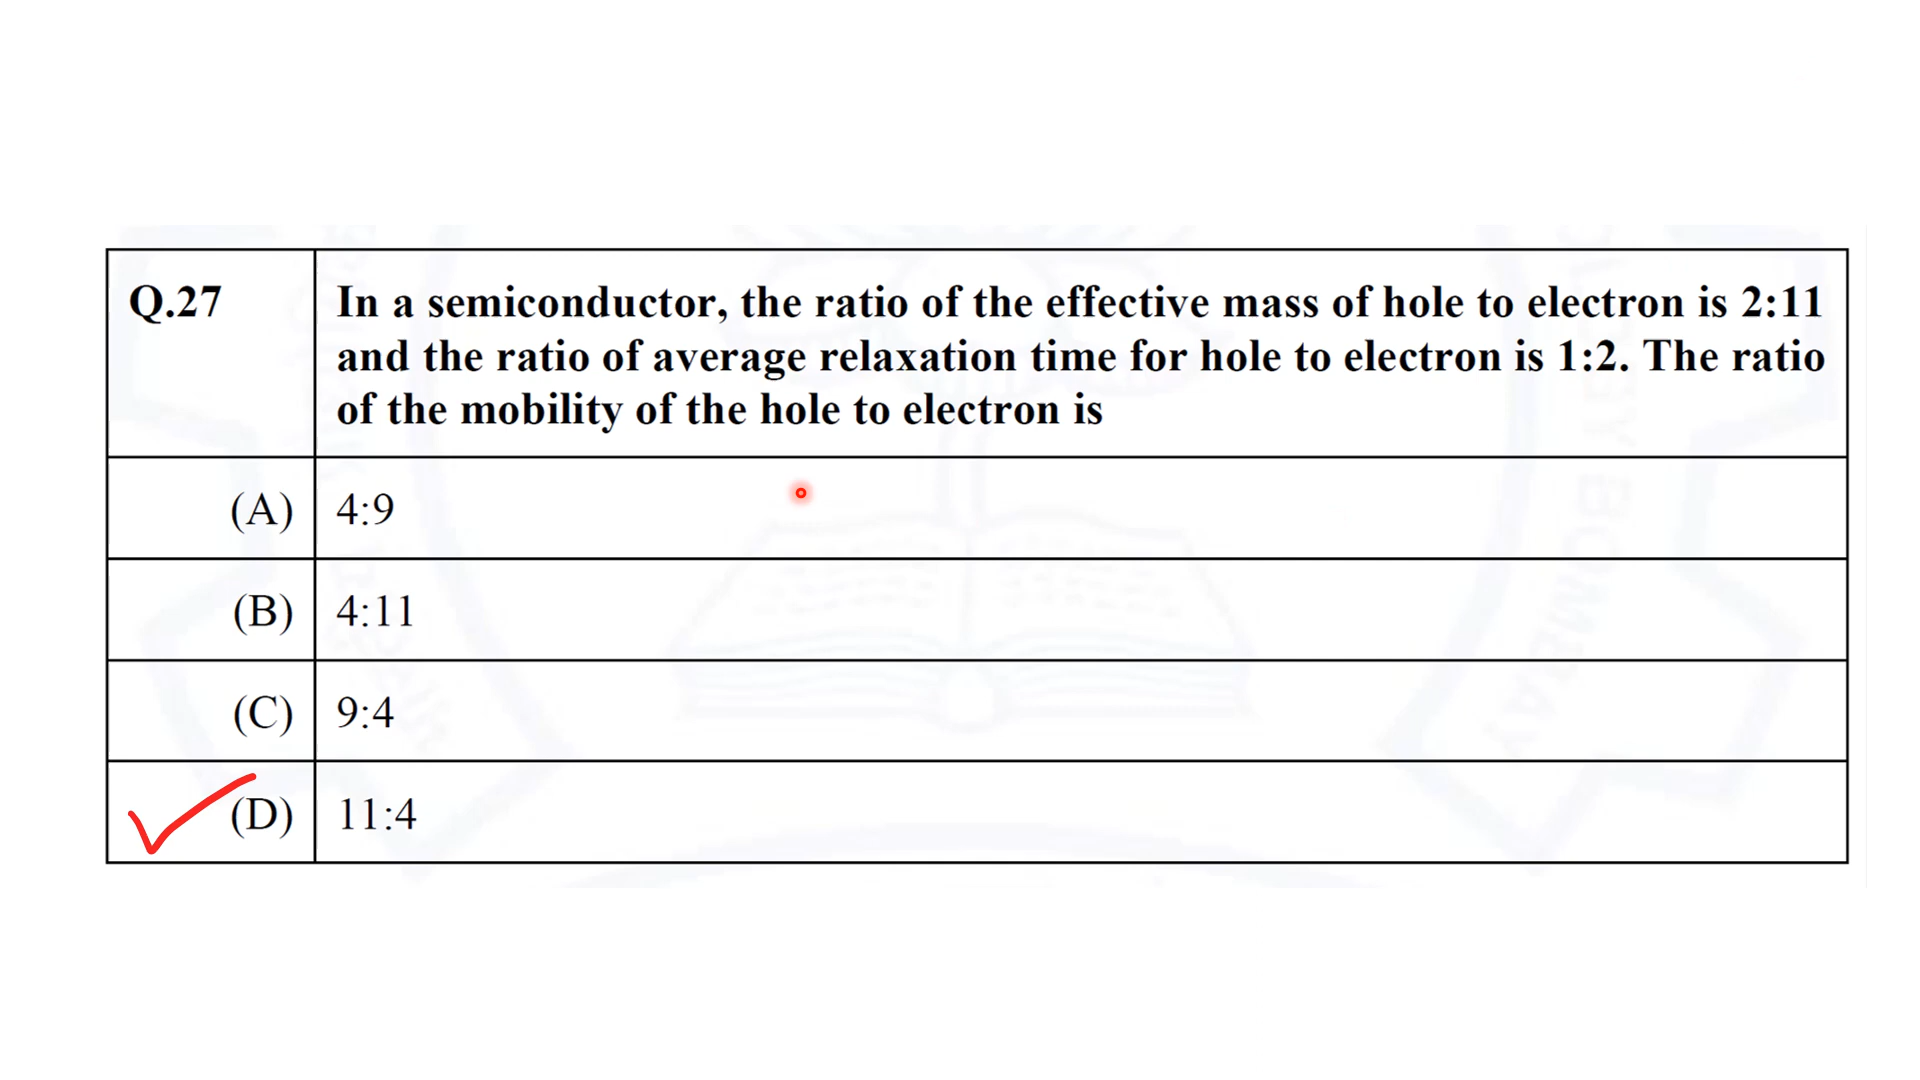 Q.27 In a semiconductor, the ratio of the effective mass of hole to electron is 2:11
and the ratio of average relaxation time for hole to electron is 1:2. The ratio
of the mobility of the hole to electron is
(A) 4:9
(B) 4:11
(C) 9:4
(D) 11:4